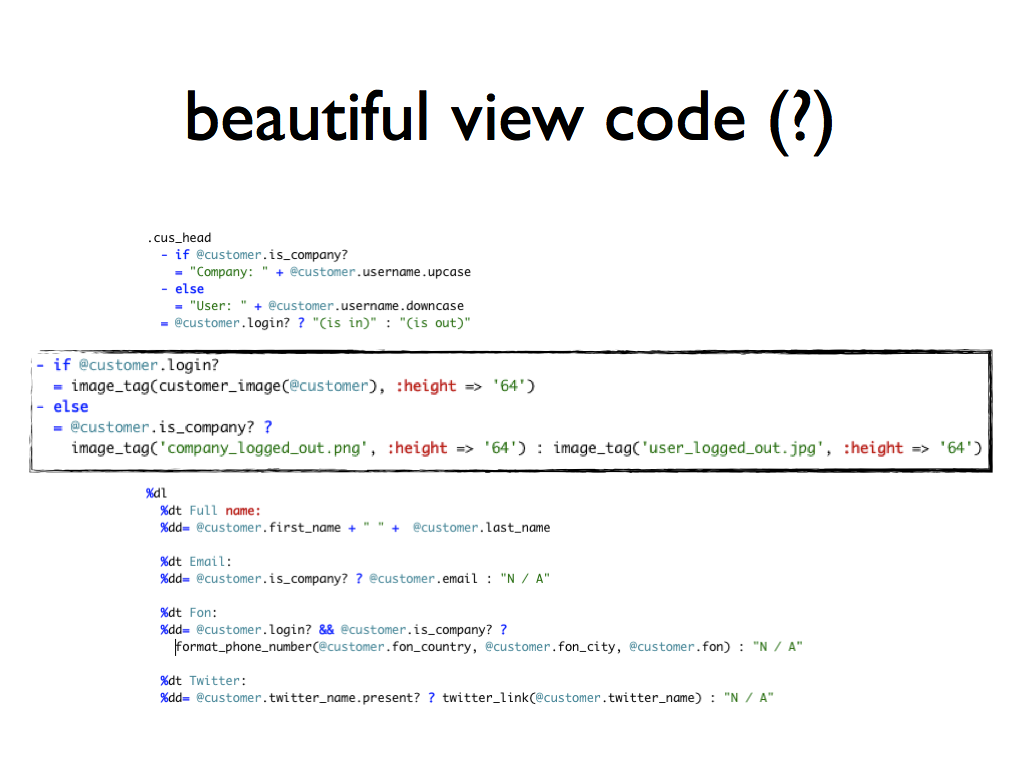 beautiful view code (?)
.cus_head
- if @customer.is_company?
= "Company: " + @customer.username.upcase
- else
= "User: " + @customer.username.downcase
= @customer.login? ? "(is in)" : "(is out)"
- if @customer.login?
= image_tag(customer_image(@customer), :height => '64')
- else
= @customer.is_company? ?
image_tag('company_logged_out.png', :height => '64') : image_tag('user_logged_out.jpg', :height => '64')
%dl
%dt Full name:
%dd= @customer.first_name + " " +  @customer.last_name
%dt Email:
%dd= @customer.is_company? ? @customer.email : "N / A"
%dt Fon:
%dd= @customer.login? && @customer.is_company? ?
format_phone_number(@customer.fon_country, @customer.fon_city, @customer.fon) : "N / A"
%dt Twitter:
%dd= @customer.twitter_name.present? ? twitter_link(@customer.twitter_name) : "N / A"